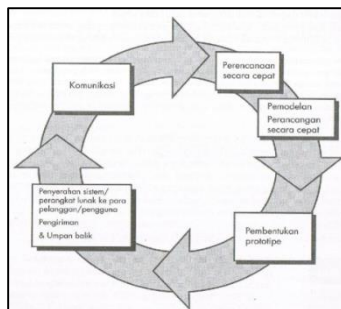 Komunikasi
Perencanaan
secara cepat
Pemodelan
Perancangan
secara cepat
Pembentukan
prototipe
Penyerahan sistem/
perangkat lunak ke para
pelanggan/pengguna
Pengiriman
& Umpan balik